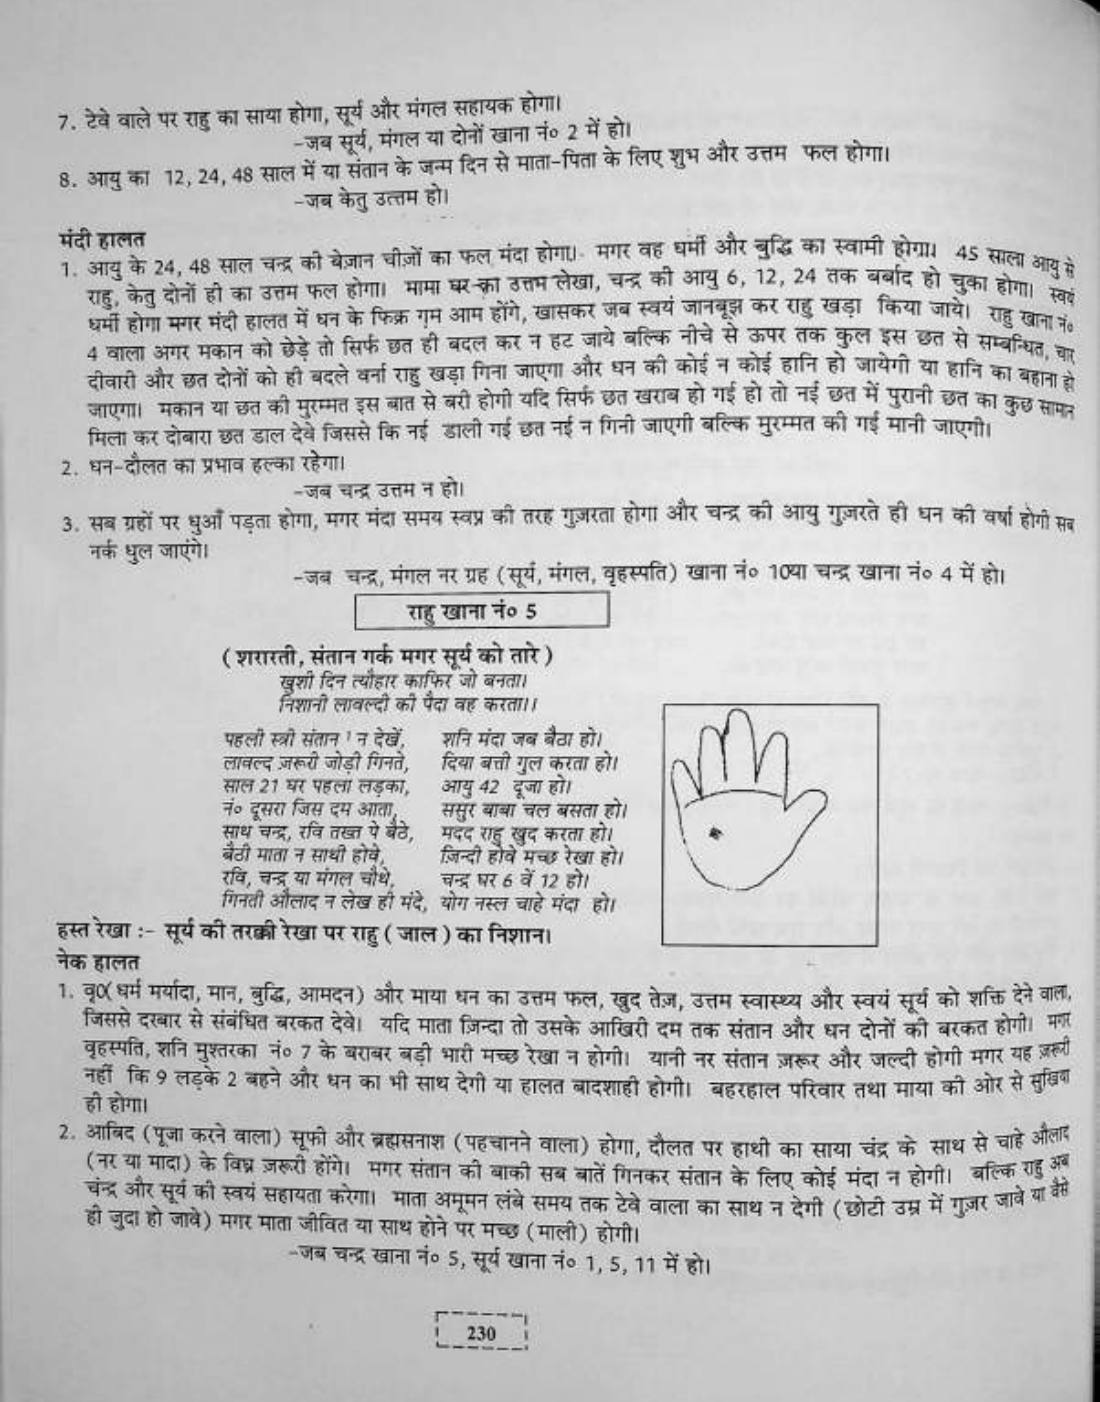 7. टेवे वाले पर राहु का साया होगा, सूर्य और मंगल सहायक होगा।
-जब सूर्य, मंगल या दोनों खाना नं० 2 में हो।
8. आयु का 12, 24, 48 साल में या संतान के जन्म दिन से माता-पिता के लिए शुभ और उत्तम फल होगा।
-जब केतु उत्तम हो।
मंदी हालत
1. आयु के 24, 48 साल चन्द्र की बेज़ान चीज़ों का फल मंदा होगा। मगर वह धर्मी और बुद्धि का स्वामी होगा। 45 साला आयु से
राहु, केतु दोनों ही का उत्तम फल होगा। मामा घर का उत्तम लेखा, चन्द्र की आयु 6, 12, 24 तक बर्बाद हो चुका होगा। स्वयं
धर्मी होगा मगर मंदी हालत में धन के फिक्र ग़म आम होंगे, खासकर जब स्वयं जानबूझ कर राहु खड़ा किया जाये। राहु खाना नं०
4 वाला अगर मकान को छेड़े तो सिर्फ छत ही बदल कर न हट जाये बल्कि नीचे से ऊपर तक कुल इस छत से सम्बन्धित, चार
दीवारी और छत दोनों को ही बदले वर्ना राहु खड़ा गिना जाएगा और धन की कोई न कोई हानि हो जायेगी या हानि का बहाना हो
जाएगा। मकान या छत की मुरम्मत इस बात से बरी होगी यदि सिर्फ छत खराब हो गई हो तो नई छत में पुरानी छत का कुछ सामान
मिला कर दोबारा छत डाल देवे जिससे कि नई डाली गई छत नई न गिनी जाएगी बल्कि मुरम्मत की गई मानी जाएगी।
2. धन-दौलत का प्रभाव हल्का रहेगा।
-जब चन्द्र उत्तम न हो।
3. सब ग्रहों पर धुआँ पड़ता होगा, मगर मंदा समय स्वप्न की तरह गुज़रता होगा और चन्द्र की आयु गुज़रते ही धन की वर्षा होगी सब
नर्क धुल जाएंगे।
-जब चन्द्र, मंगल नर ग्रह (सूर्य, मंगल, वृहस्पति) खाना नं० 10या चन्द्र खाना नं० 4 में हो।
राहु खाना नं० 5
(शरारती, संतान गर्क मगर सूर्य को तारे)
खुशी दिन त्यौहार काफिर जो बनता।
निशानी लावल्दी की पैदा वह करता।।
पहली स्त्री संतान ¹ न देखें, शनि मंदा जब बैठा हो।
लावल्द ज़रूरी जोड़ी गिनते, दिया बत्ती गुल करता हो।
साल 21 घर पहला लड़का, आयु 42 दूजा हो।
नं० दूसरा जिस दम आता, ससुर बाबा चल बसता हो।
साथ चन्द्र, रवि तख्त पे बैठे, मदद राहु खुद करता हो।
बैठी माता न साथी होवे, ज़िन्दी होवे मच्छ रेखा हो।
रवि, चन्द्र या मंगल चौथे, चन्द्र घर 6 वें 12 हो।
गिनती औलाद न लेख ही मंदे, योग नस्ल चाहे मंदा हो।
हस्त रेखा :- सूर्य की तरक्की रेखा पर राहु (जाल) का निशान।
नेक हालत
1. वृ०( धर्म मर्यादा, मान, बुद्धि, आमदन) और माया धन का उत्तम फल, खुद तेज़, उत्तम स्वास्थ्य और स्वयं सूर्य को शक्ति देने वाला,
जिससे दरबार से संबंधित बरकत देवे। यदि माता ज़िन्दा तो उसके आखिरी दम तक संतान और धन दोनों की बरकत होगी। मगर
वृहस्पति, शनि मुश्तरका नं० 7 के बराबर बड़ी भारी मच्छ रेखा न होगी। यानी नर संतान ज़रूर और जल्दी होगी मगर यह ज़रूरी
नहीं कि 9 लड़के 2 बहने और धन का भी साथ देगी या हालत बादशाही होगी। बहरहाल परिवार तथा माया की ओर से सुखिया
ही होगा।
2. आबिद (पूजा करने वाला) सूफी और ब्रह्मसनाश (पहचानने वाला) होगा, दौलत पर हाथी का साया चंद्र के साथ से चाहे औलाद
(नर या मादा) के विघ्न ज़रूरी होंगे। मगर संतान की बाकी सब बातें गिनकर संतान के लिए कोई मंदा न होगी। बल्कि राहु अब
चंद्र और सूर्य की स्वयं सहायता करेगा। माता अमूमन लंबे समय तक टेवे वाला का साथ न देगी (छोटी उम्र में गुज़र जावे या वैसे
ही जुदा हो जावे) मगर माता जीवित या साथ होने पर मच्छ (माली) होगी।
-जब चन्द्र खाना नं० 5, सूर्य खाना नं० 1, 5, 11 में हो।
230